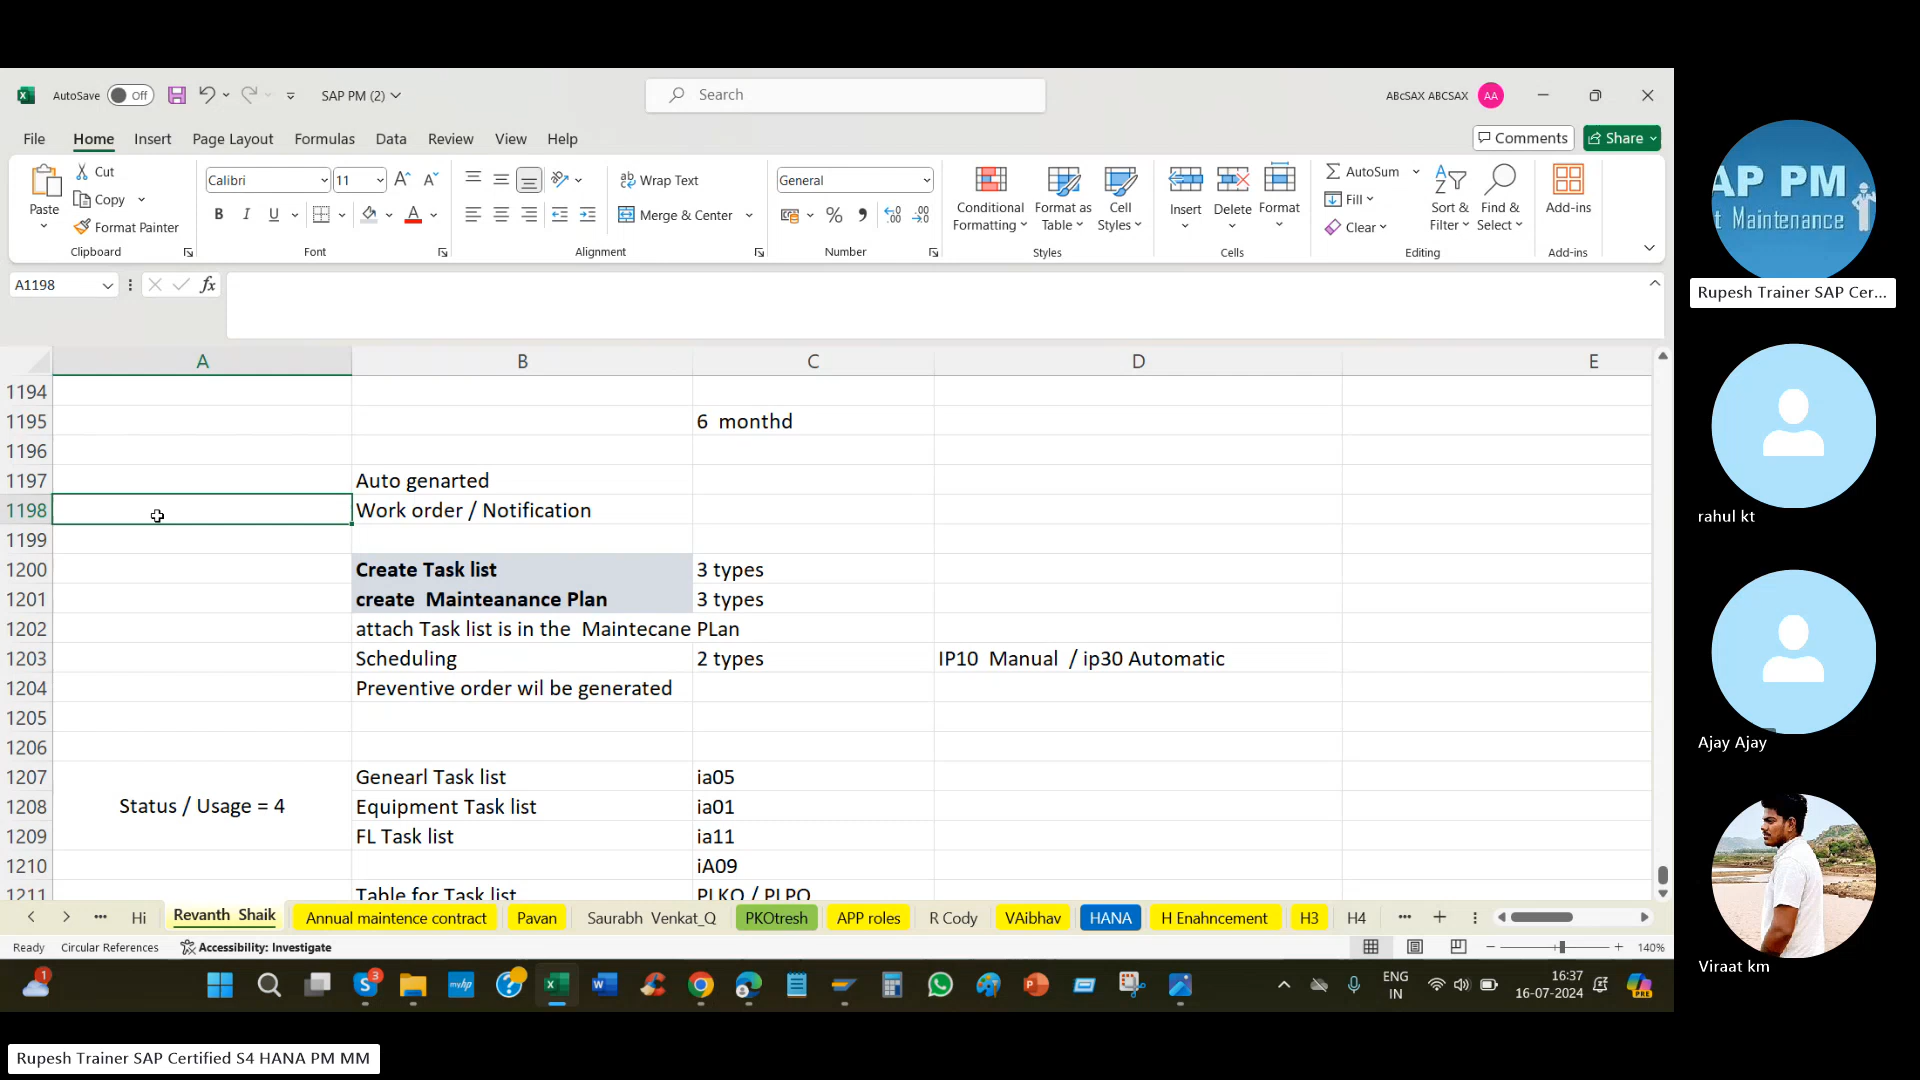 AutoSave Off SAP PM (2) Search ABcSAX ABCSAX AA
File Home Insert Page Layout Formulas Data Review View Help Comments Share
Paste Cut Copy Format Painter Clipboard
Calibri 11 B I U A Font
Wrap Text Merge & Center Alignment
General % Number
Conditional Formatting Format as Table Cell Styles Styles
Insert Delete Format Cells
AutoSum Fill Clear Sort & Filter Find & Select Editing
Add-ins Add-ins
A1198 fx
A B C D E
1194
1195 6 monthd
1196
1197 Auto genarted
1198 Work order / Notification
1199
1200 Create Task list 3 types
1201 create Mainteanance Plan 3 types
1202 attach Task list is in the Maintecane PLan
1203 Scheduling 2 types IP10 Manual / ip30 Automatic
1204 Preventive order wil be generated
1205
1206
1207 Genearl Task list ia05
1208 Status / Usage = 4 Equipment Task list ia01
1209 FL Task list ia11
1210 iA09
1211 Table for Task list PLKO / PLPO
Hi Revanth Shaik Annual maintence contract Pavan Saurabh Venkat_Q PKOtresh APP roles R Cody VAibhav HANA H Enahncement H3 H4
Ready Circular References Accessibility: Investigate 140%
1 myhp 3 ENG IN 16:37 16-07-2024 PRE
Rupesh Trainer SAP Certified S4 HANA PM MM
AP PM
t Maintenance
Rupesh Trainer SAP Cer...
rahul kt
Ajay Ajay
Viraat km